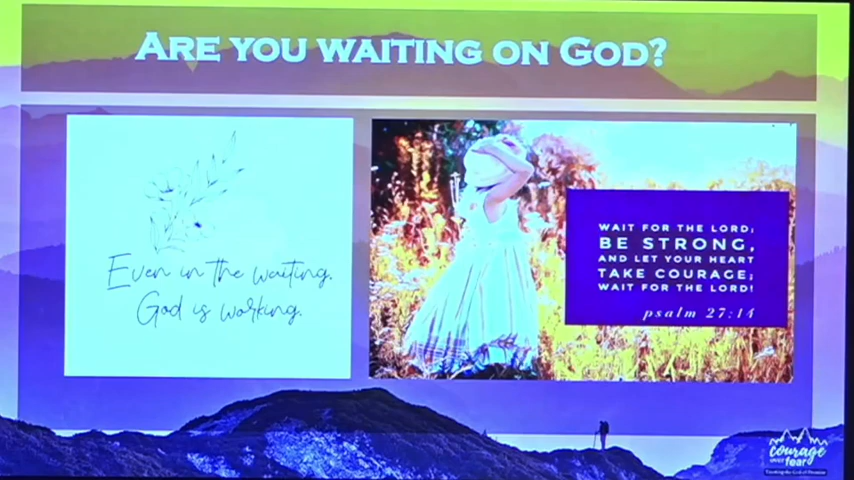 ARE YOU WAITING ON GOD?
Even in the waiting.
God is working.
WAIT FOR THE LORD;
BE STRONG,
AND LET YOUR HEART
TAKE COURAGE;
WAIT FOR THE LORD!
psalm 27:14
courage
over
fear